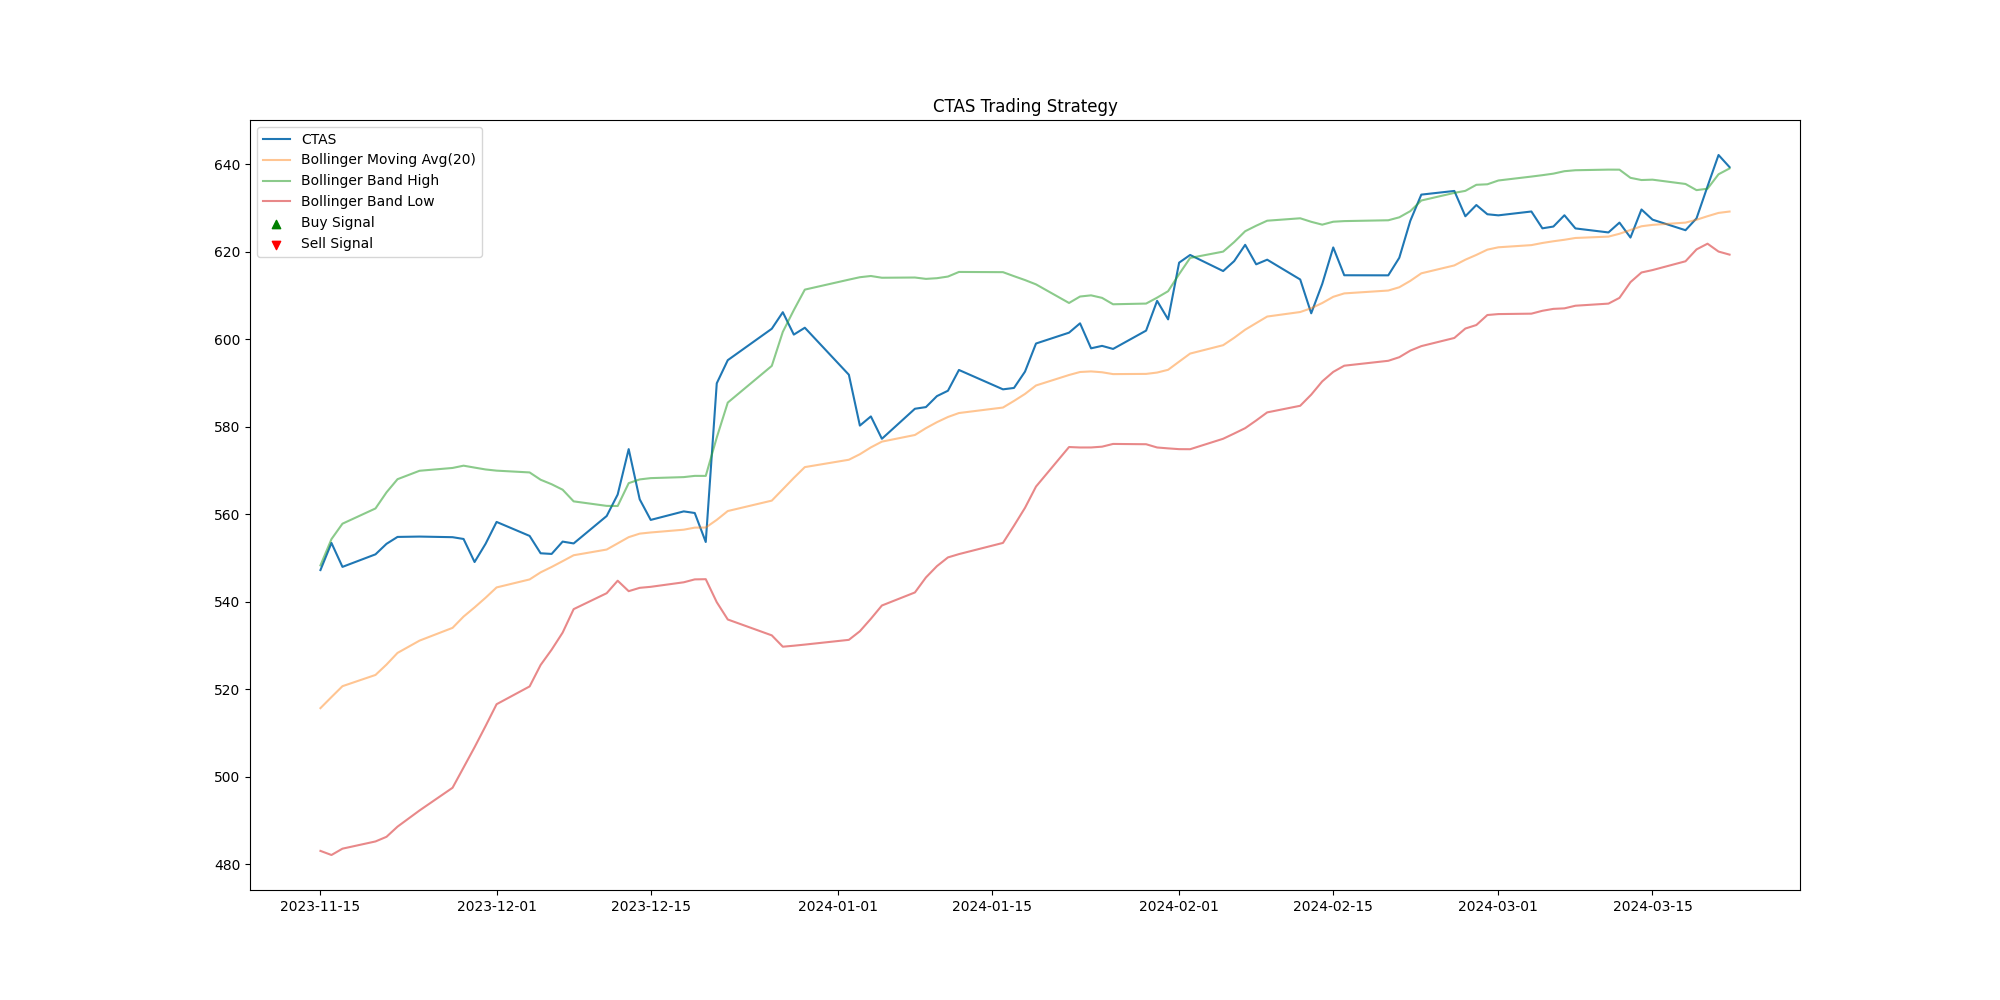 CTAS Trading Strategy
CTAS
Bollinger Moving Avg(20)
Bollinger Band High
Bollinger Band Low
Buy Signal
Sell Signal
640
620
600
580
560
540
520
500
480
2023-11-15 2023-12-01 2023-12-15 2024-01-01 2024-01-15 2024-02-01 2024-02-15 2024-03-01 2024-03-15